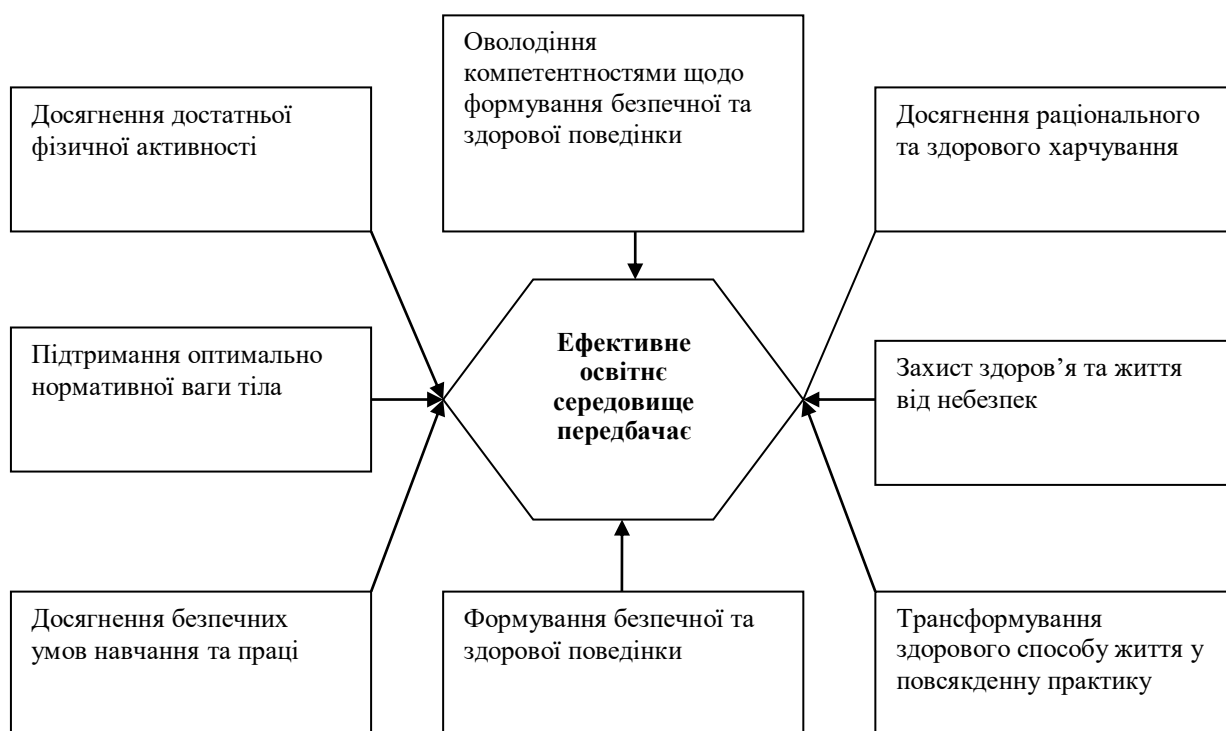 Оволодіння
компетентностями щодо
формування безпечної та
здорової поведінки
Досягнення достатньої
фізичної активності
Досягнення раціонального
та здорового харчування
Ефективне
освітнє
середовище
передбачає
Підтримання оптимально
нормативної ваги тіла
Захист здоров’я та життя
від небезпек
Досягнення безпечних
умов навчання та праці
Формування безпечної та
здорової поведінки
Трансформування
здорового способу життя у
повсякденну практику